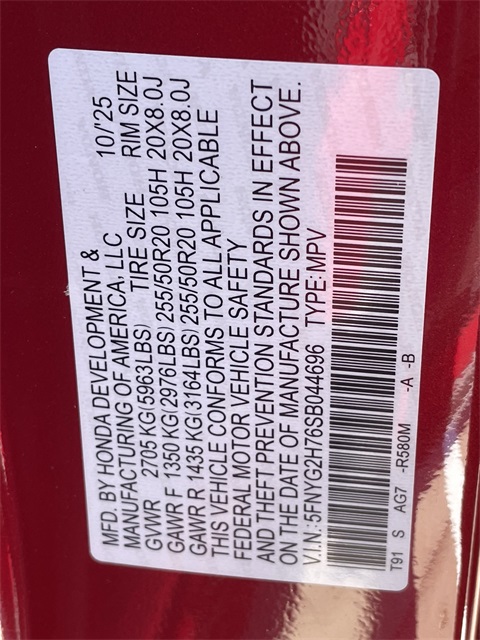 MFD. BY HONDA DEVELOPMENT &
MANUFACTURING OF AMERICA, LLC 10/'25
GVWR 2705 KG(5963LBS) TIRE SIZE RIM SIZE
GAWR F 1350 KG(2976LBS) 255/50R20 105H 20X8.0J
GAWR R 1435 KG(3164LBS) 255/50R20 105H 20X8.0J
THIS VEHICLE CONFORMS TO ALL APPLICABLE
FEDERAL MOTOR VEHICLE SAFETY
AND THEFT PREVENTION STANDARDS IN EFFECT
ON THE DATE OF MANUFACTURE SHOWN ABOVE.
V.I.N.: 5FNYG2H76SB044696 TYPE: MPV
T91 S AG7 -R580M -A -B